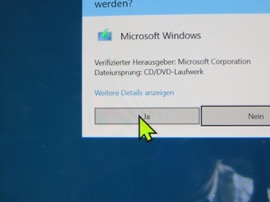 werden?
Microsoft Windows
Verifizierter Herausgeber: Microsoft Corporation
Dateiursprung: CD/DVD-Laufwerk
Weitere Details anzeigen
Ja
Nein